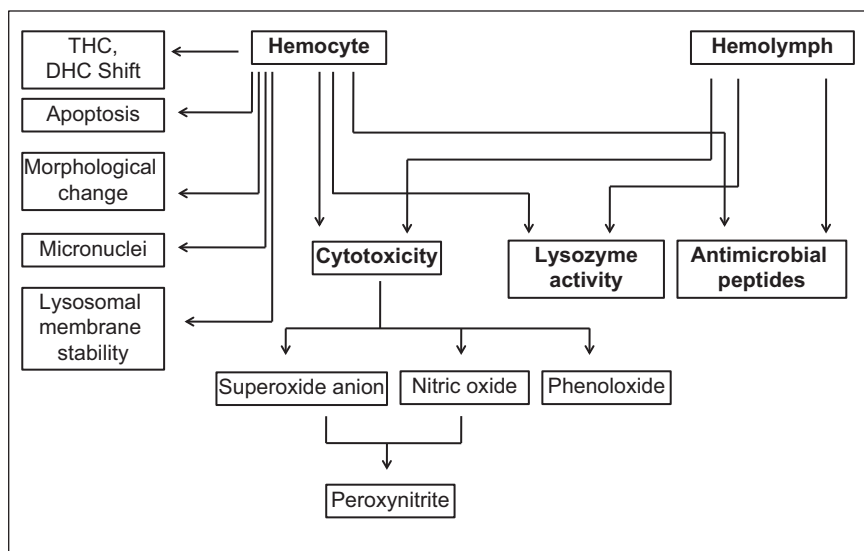 THC,
DHC Shift
Hemocyte
Hemolymph
Apoptosis
Morphological
change
Micronuclei
Lysosomal
membrane
stability
Cytotoxicity
Lysozyme
activity
Antimicrobial
peptides
Superoxide anion
Nitric oxide
Phenoloxide
Peroxynitrite